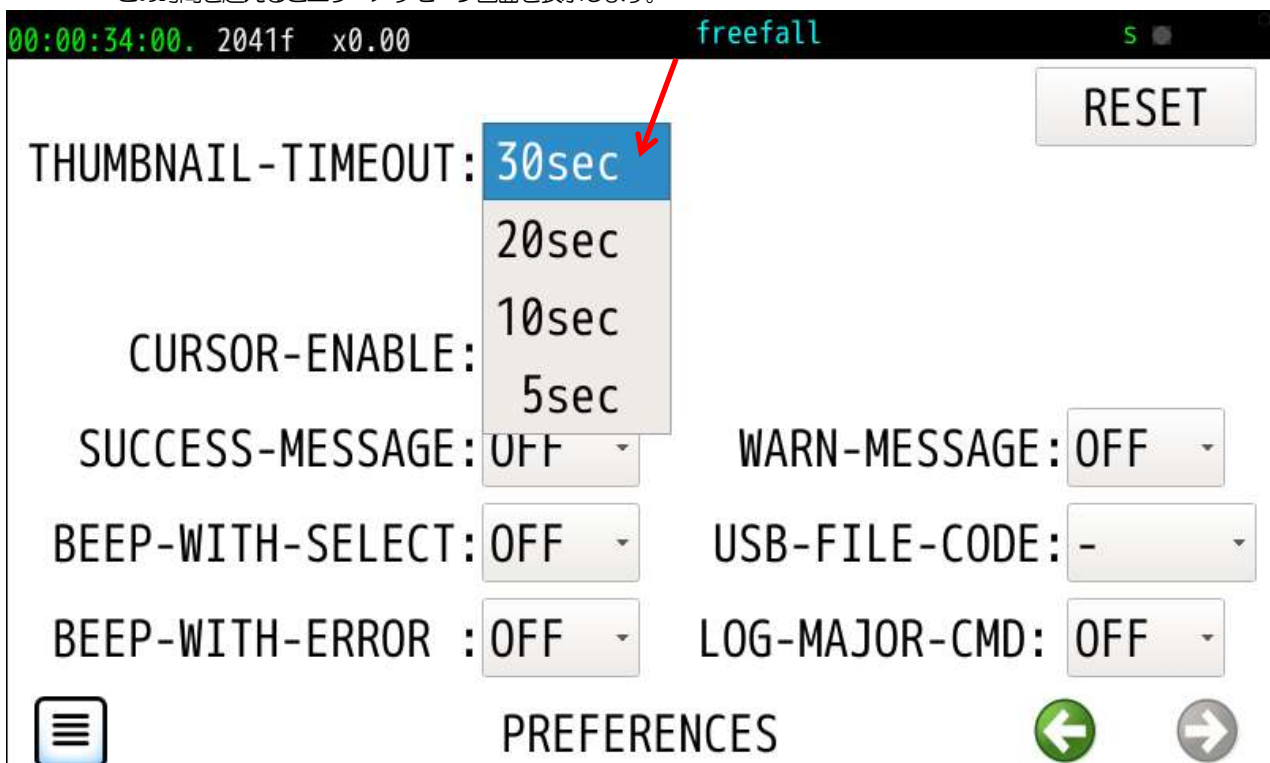 00:00:34:00. 2041f x0.00 freefall S
RESET
THUMBNAIL-TIMEOUT: 30sec
20sec
10sec
5sec
CURSOR-ENABLE:
SUCCESS-MESSAGE: OFF WARN-MESSAGE: OFF
BEEP-WITH-SELECT: OFF USB-FILE-CODE: -
BEEP-WITH-ERROR : OFF LOG-MAJOR-CMD: OFF
PREFERENCES